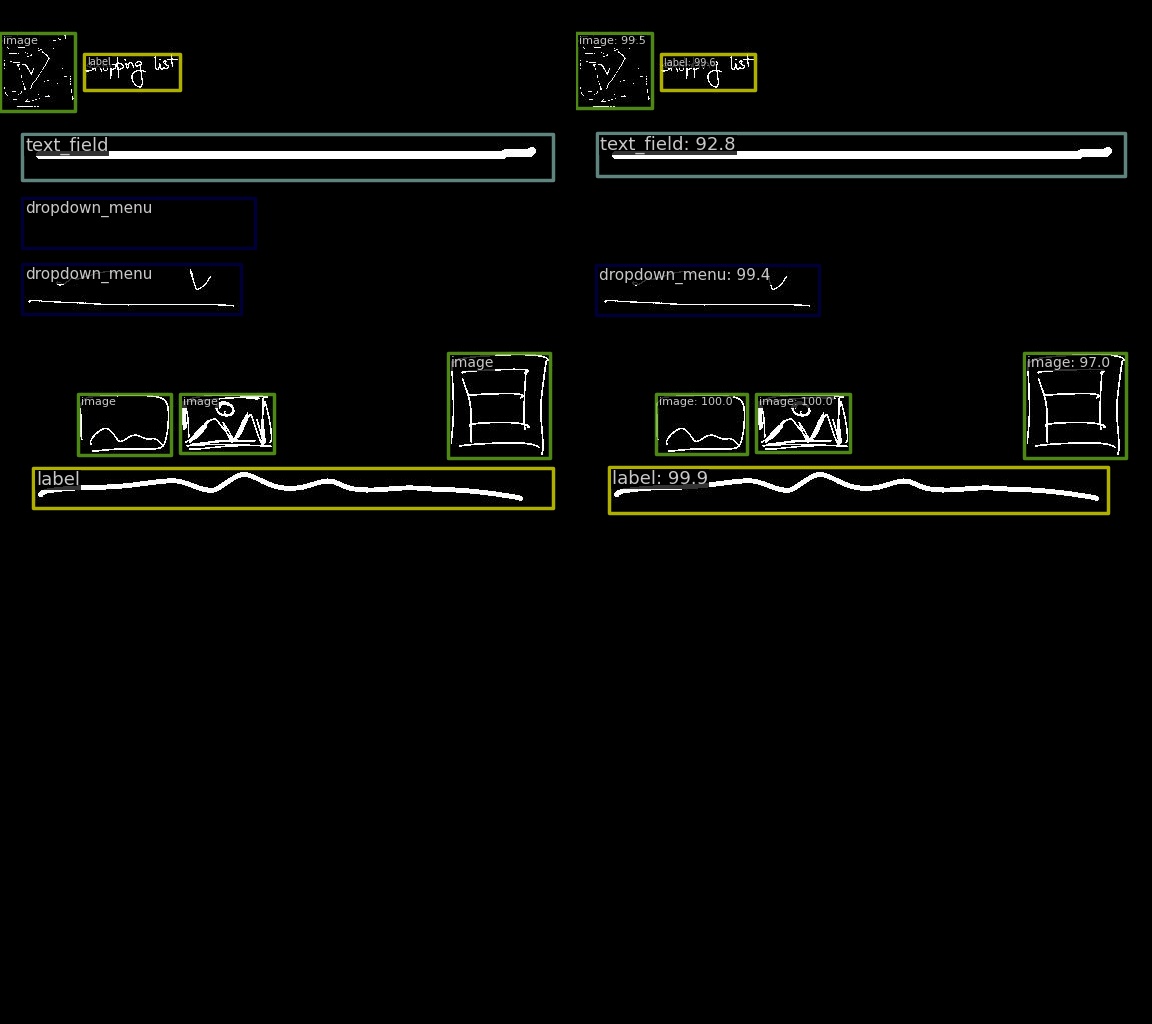 image image: 99.5
label label: 99.6
shopping list shopping list
text_field text_field: 92.8
dropdown_menu
dropdown_menu dropdown_menu: 99.4
image image: 97.0
image image image: 100.0 image: 100.0
label label: 99.9